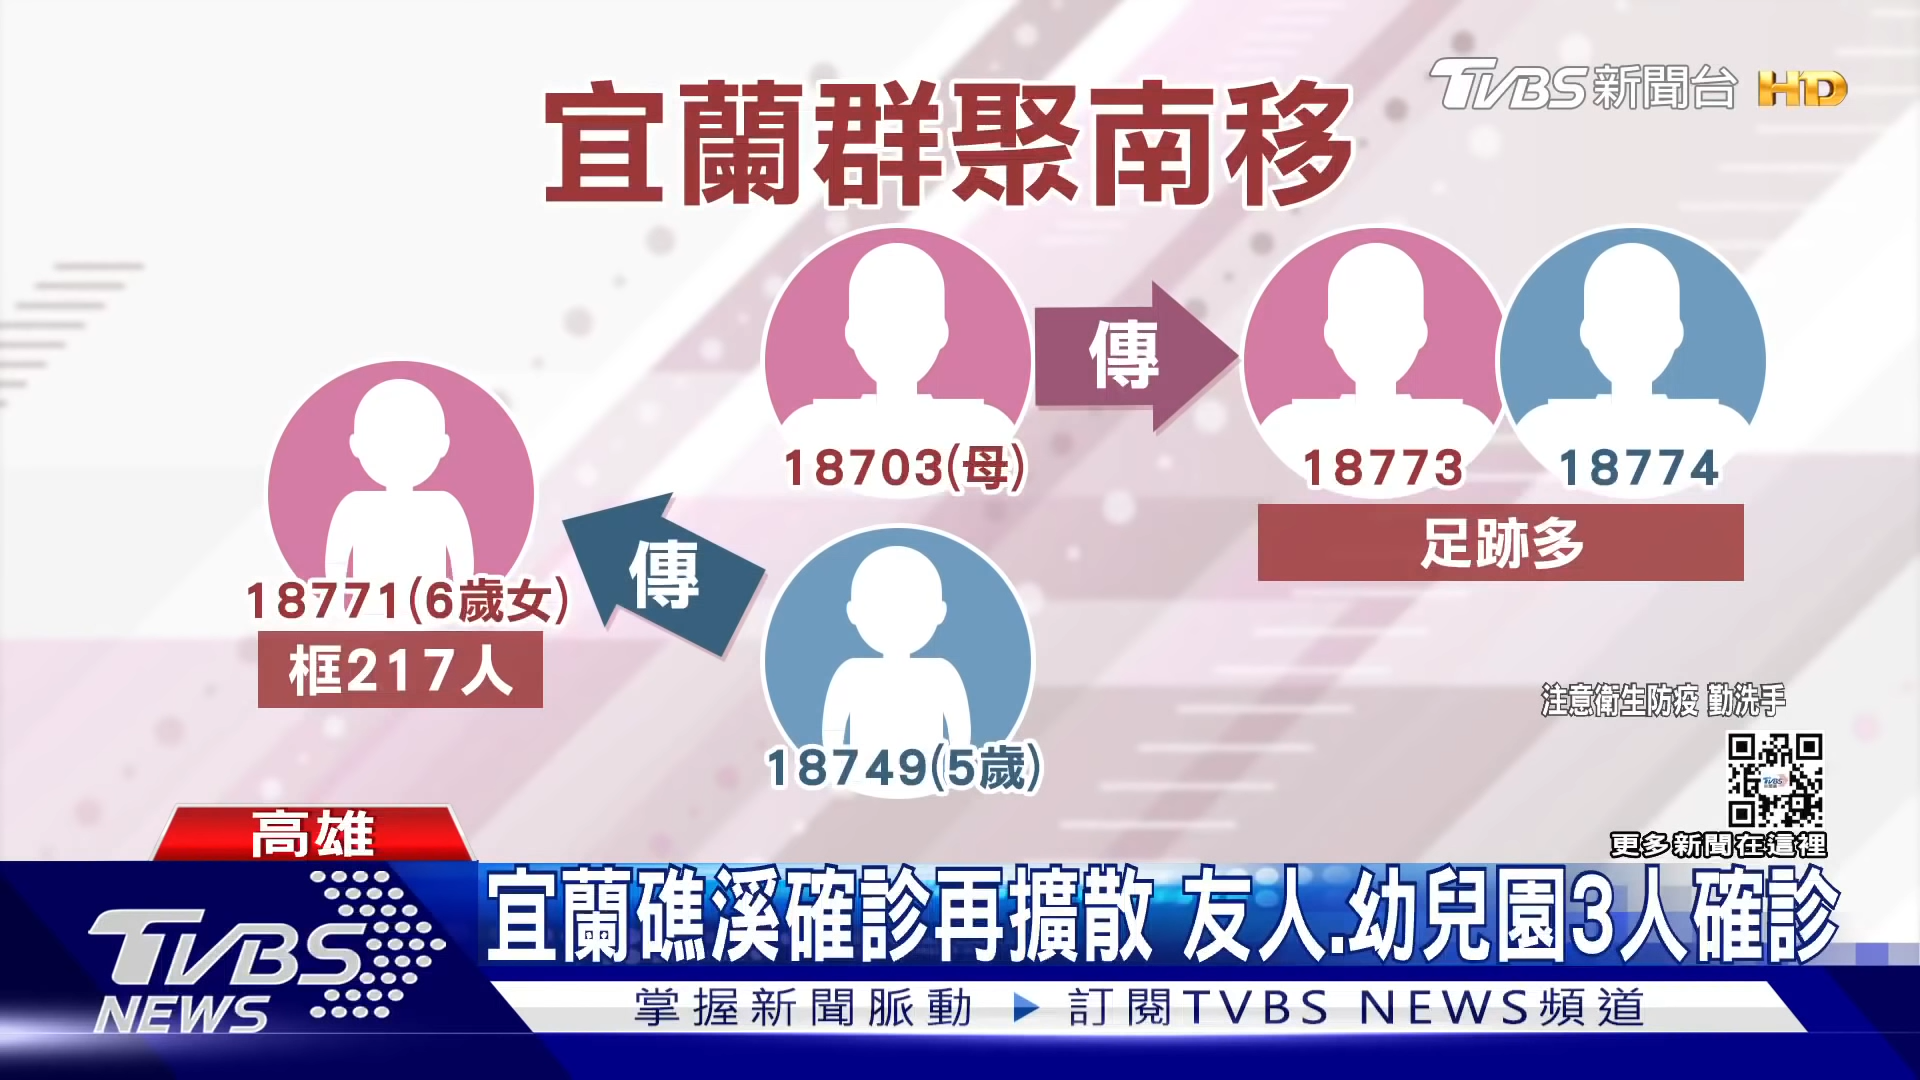 宜蘭群聚南移
TVBS新聞台 HD
18703(母)
傳
18773
18774
足跡多
18771(6歲女)
框217人
傳
18749(5歲)
注意衛生防疫 勤洗手
TVBS
更多新聞在這裡
高雄
宜蘭礁溪確診再擴散 友人.幼兒園3人確診
TVBS
NEWS
掌握新聞脈動 ▶ 訂閱TVBS NEWS頻道